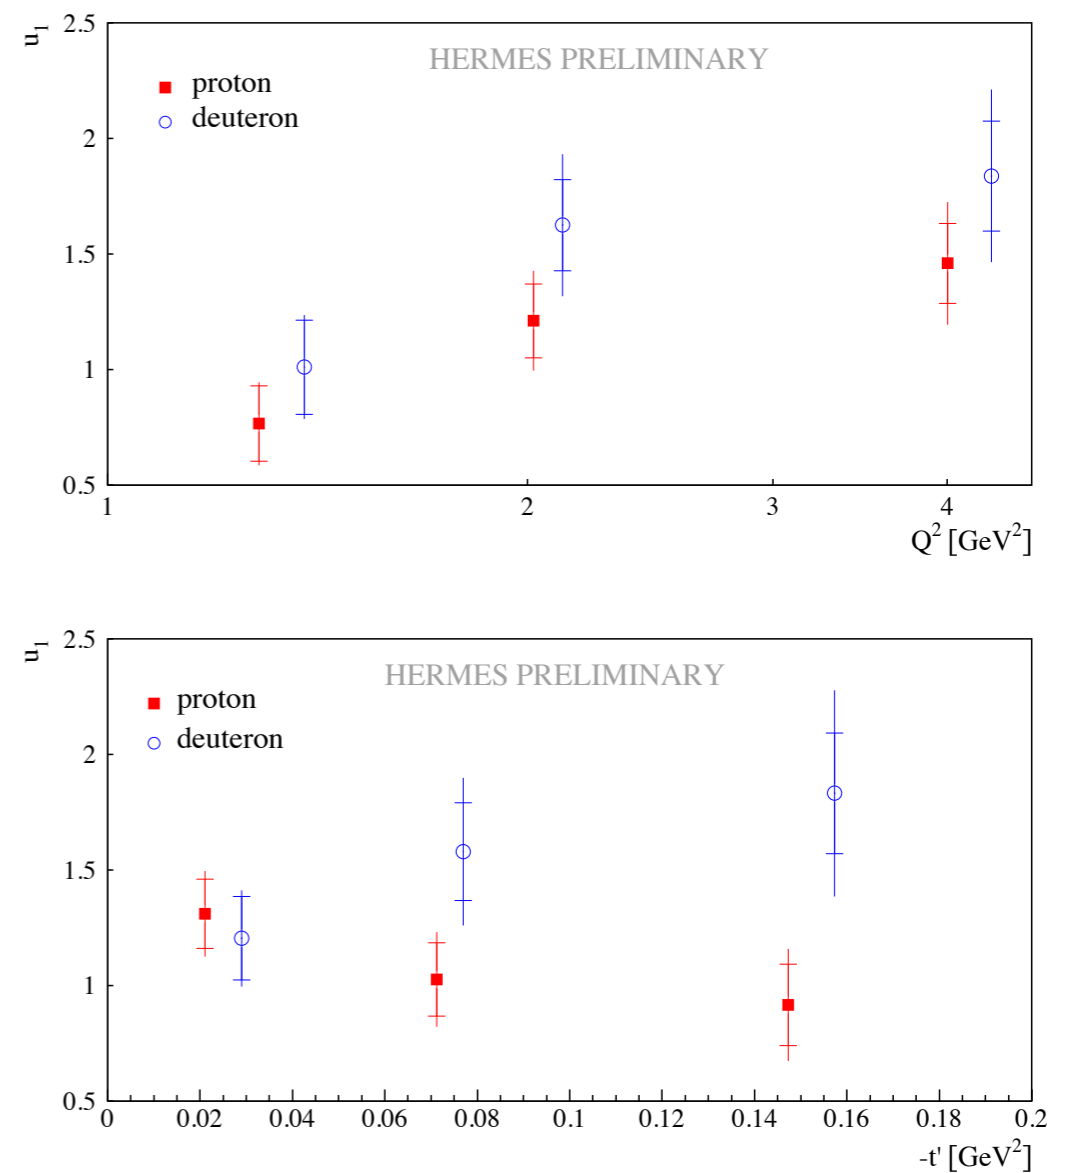 u1
2.5
HERMES PRELIMINARY
proton
deuteron
2
1.5
1
0.5
1 2 3 4
Q2 [GeV2]
u1
2.5
HERMES PRELIMINARY
proton
deuteron
2
1.5
1
0.5
0 0.02 0.04 0.06 0.08 0.1 0.12 0.14 0.16 0.18 0.2
-t' [GeV2]